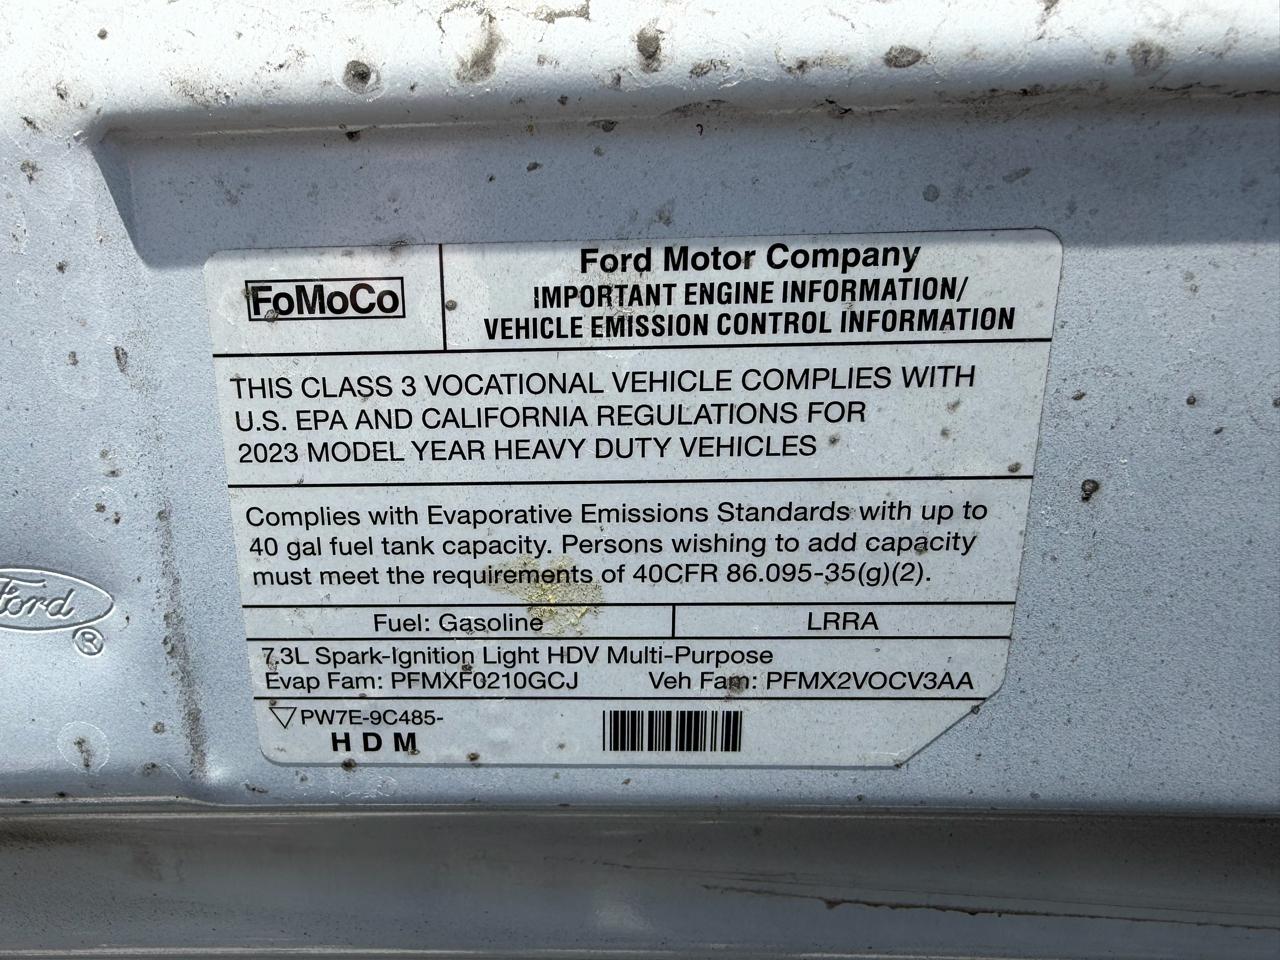 FoMoCo
Ford Motor Company
IMPORTANT ENGINE INFORMATION/
VEHICLE EMISSION CONTROL INFORMATION
THIS CLASS 3 VOCATIONAL VEHICLE COMPLIES WITH
U.S. EPA AND CALIFORNIA REGULATIONS FOR
2023 MODEL YEAR HEAVY DUTY VEHICLES
Complies with Evaporative Emissions Standards with up to
40 gal fuel tank capacity. Persons wishing to add capacity
must meet the requirements of 40CFR 86.095-35(g)(2).
Fuel: Gasoline LRRA
7.3L Spark-Ignition Light HDV Multi-Purpose
Evap Fam: PFMXF0210GCJ Veh Fam: PFMX2VOCV3AA
▽PW7E-9C485-
HDM
Ford
®